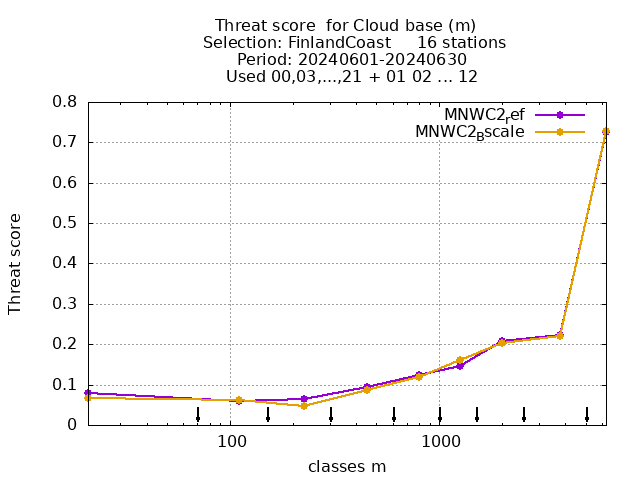 Threat score  for Cloud base (m)
Selection: FinlandCoast     16 stations
Period: 20240601-20240630
Used 00,03,...,21 + 01 02 ... 12
MNWC2ref
MNWC2Bscale
0.8
0.7
0.6
0.5
0.4
0.3
0.2
0.1
0
Threat score
100 1000
classes m